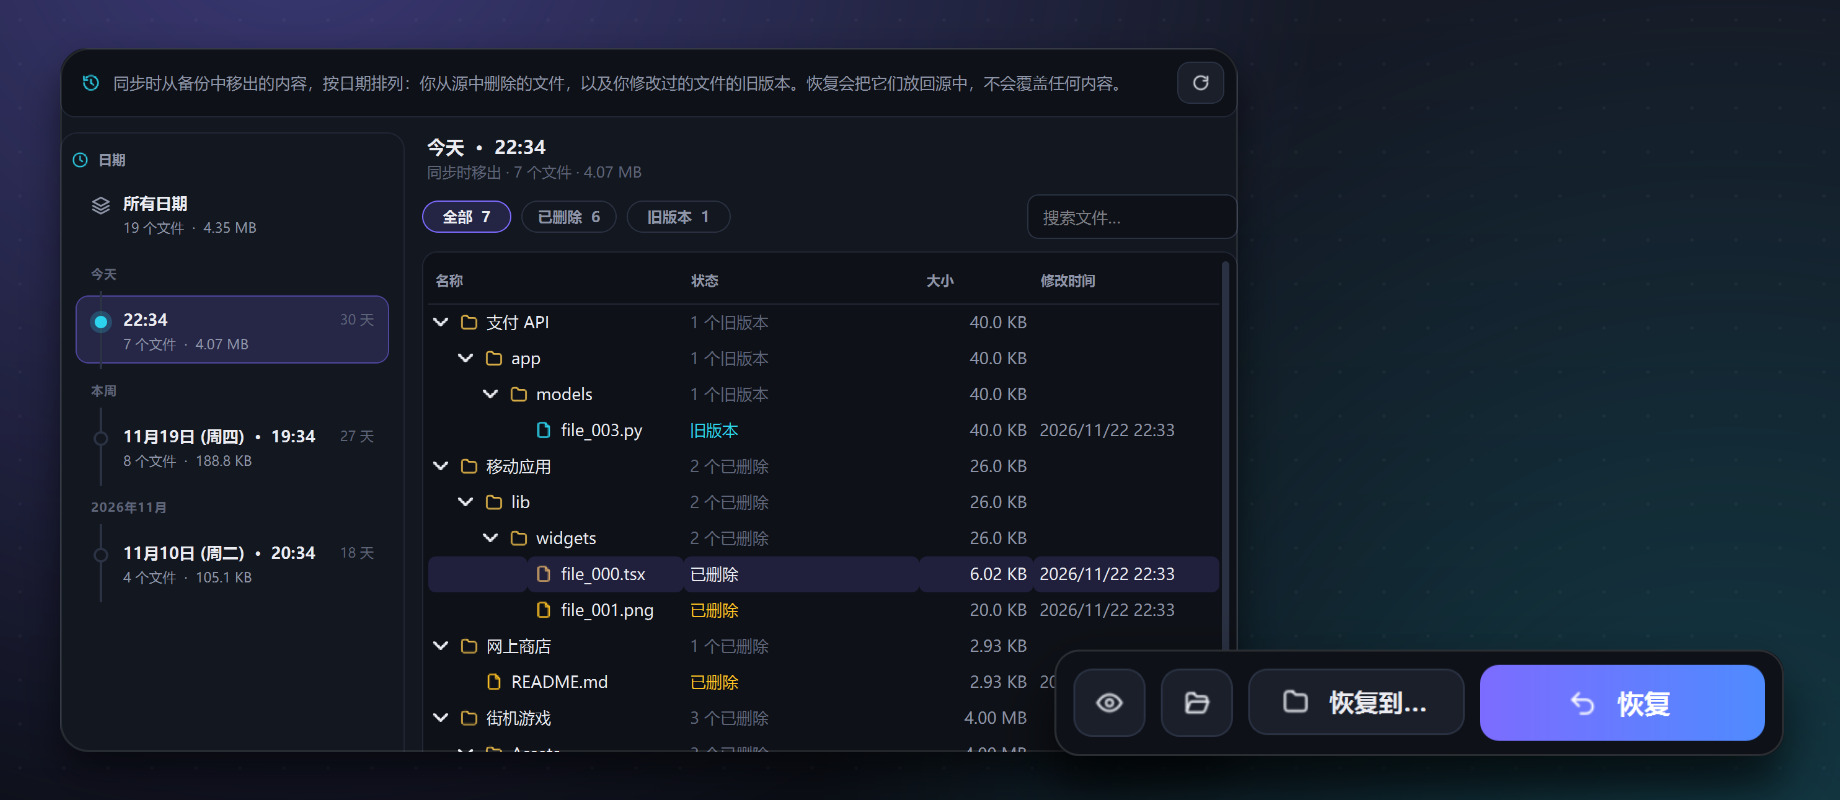 同步时从备份中移出的内容，按日期排列：你从源中删除的文件，以及你修改过的文件的旧版本。恢复会把它们放回源中，不会覆盖任何内容。
日期
所有日期
19 个文件 · 4.35 MB
今天
22:34 30 天
7 个文件 · 4.07 MB
本周
11月19日 (周四) • 19:34 27 天
8 个文件 · 188.8 KB
2026年11月
11月10日 (周二) • 20:34 18 天
4 个文件 · 105.1 KB
今天 • 22:34
同步时移出 · 7 个文件 · 4.07 MB
全部 7 已删除 6 旧版本 1
搜索文件...
名称 状态 大小 修改时间
支付 API 1 个旧版本 40.0 KB
app 1 个旧版本 40.0 KB
models 1 个旧版本 40.0 KB
file_003.py 旧版本 40.0 KB 2026/11/22 22:33
移动应用 2 个已删除 26.0 KB
lib 2 个已删除 26.0 KB
widgets 2 个已删除 26.0 KB
file_000.tsx 已删除 6.02 KB 2026/11/22 22:33
file_001.png 已删除 20.0 KB 2026/11/22 22:33
网上商店 1 个已删除 2.93 KB
README.md 已删除 2.93 KB
街机游戏 3 个已删除 4.00 MB
恢复到... 恢复